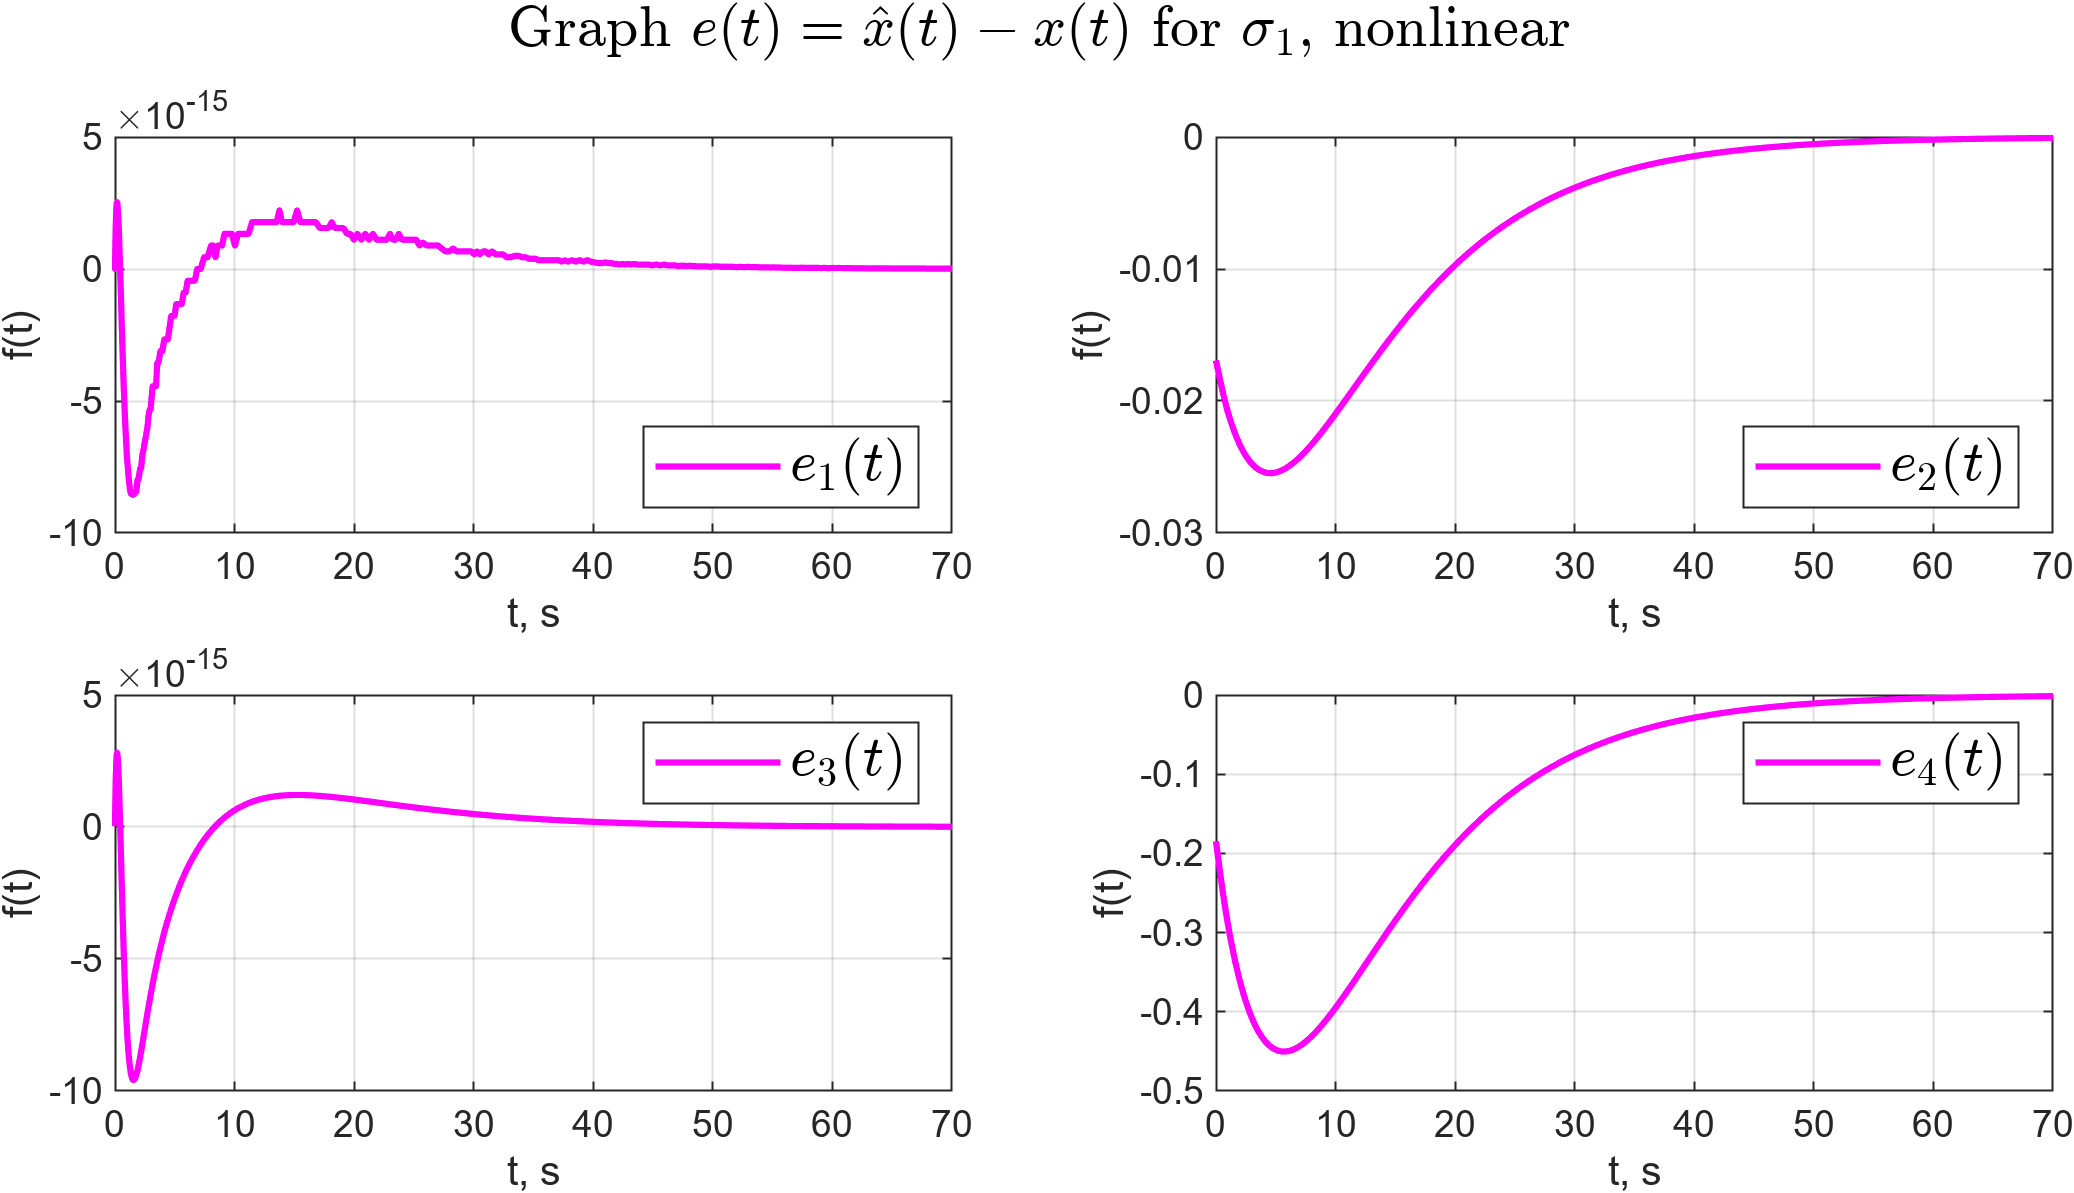 Graph e(t) = x̂(t) − x(t) for σ₁, nonlinear
×10⁻¹⁵
5
0
-5
-10
f(t)
0 10 20 30 40 50 60 70
t, s
e₁(t)
0
-0.01
-0.02
-0.03
f(t)
0 10 20 30 40 50 60 70
t, s
e₂(t)
×10⁻¹⁵
5
0
-5
-10
f(t)
0 10 20 30 40 50 60 70
t, s
e₃(t)
0
-0.1
-0.2
-0.3
-0.4
-0.5
f(t)
0 10 20 30 40 50 60 70
t, s
e₄(t)